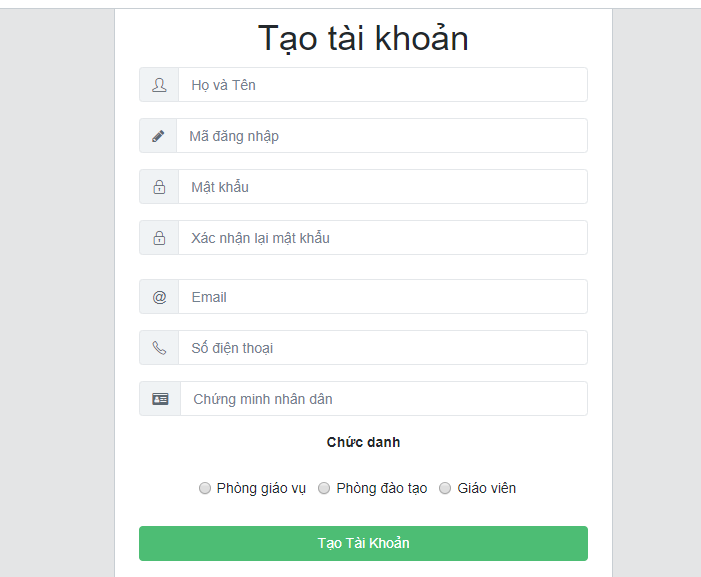 Tạo tài khoản
Họ và Tên
Mã đăng nhập
Mật khẩu
Xác nhận lại mật khẩu
@ Email
Số điện thoại
Chứng minh nhân dân
Chức danh
Phòng giáo vụ Phòng đào tạo Giáo viên
Tạo Tài Khoản